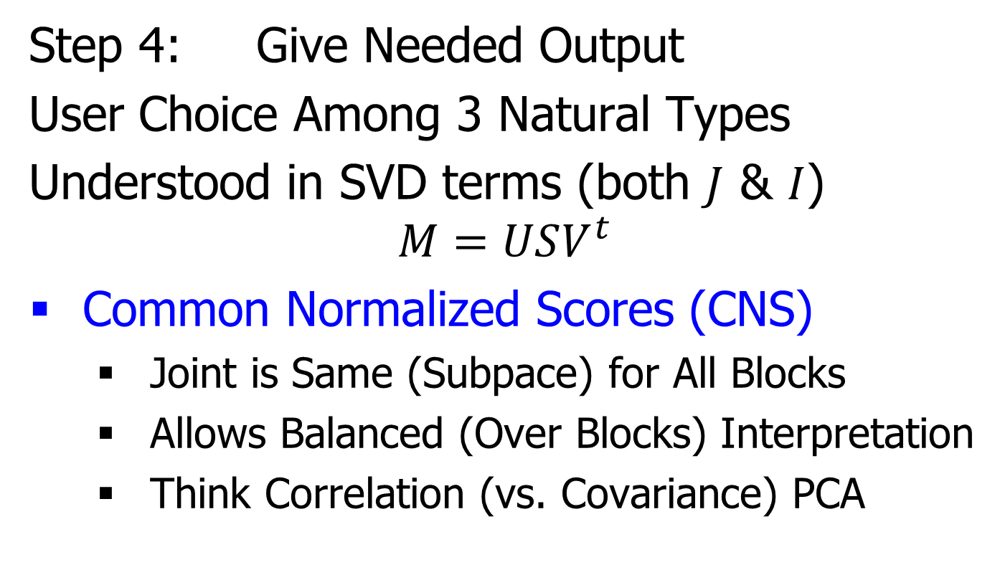 Step 4: Give Needed Output
User Choice Among 3 Natural Types
Understood in SVD terms (both J & I)
M = USVᵗ
▪ Common Normalized Scores (CNS)
▪ Joint is Same (Subpace) for All Blocks
▪ Allows Balanced (Over Blocks) Interpretation
▪ Think Correlation (vs. Covariance) PCA